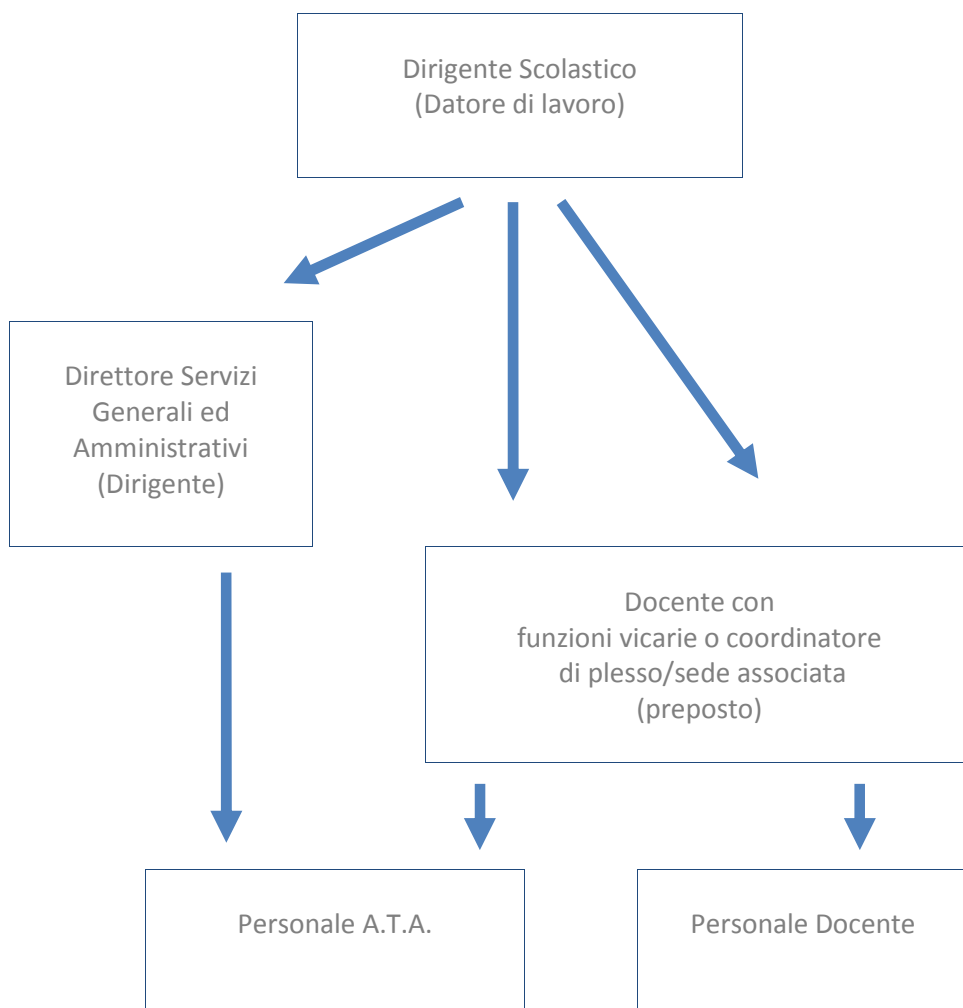 Dirigente Scolastico
(Datore di lavoro)
Direttore Servizi
Generali ed
Amministrativi
(Dirigente)
Docente con
funzioni vicarie o coordinatore
di plesso/sede associata
(preposto)
Personale A.T.A.
Personale Docente